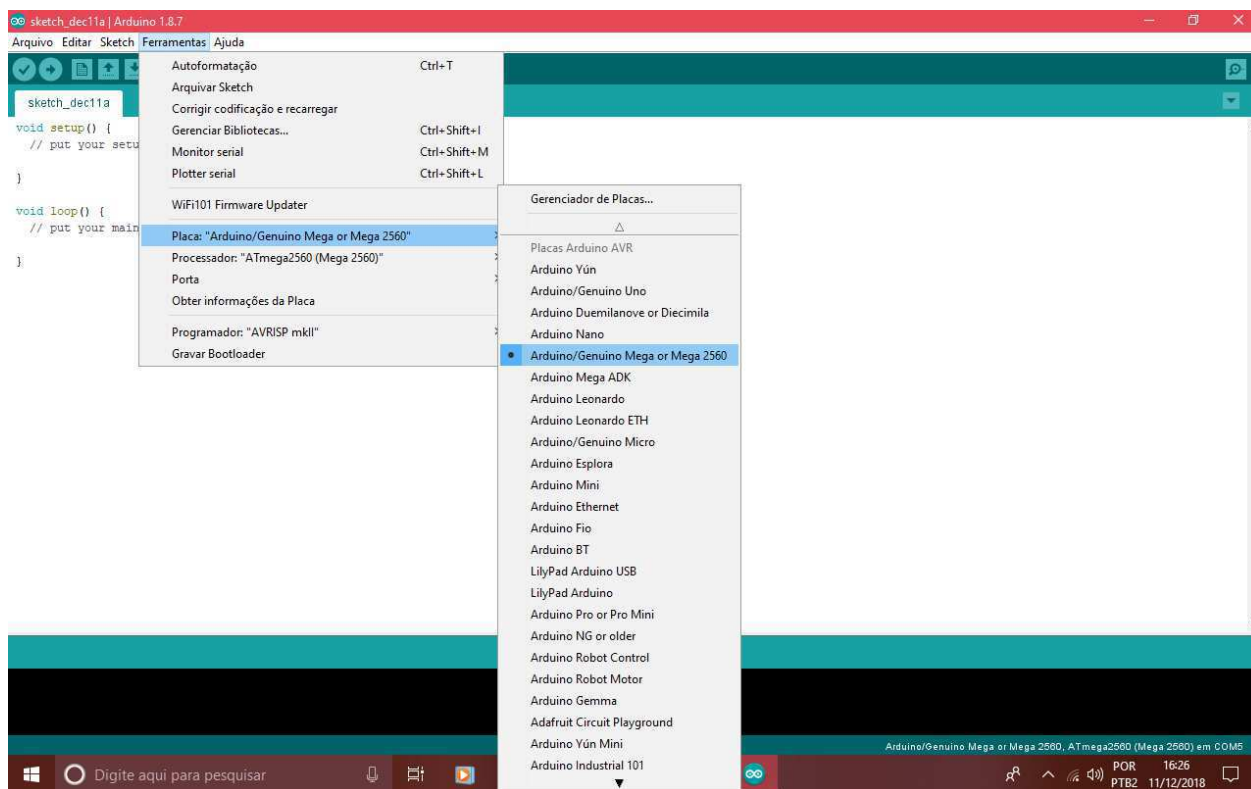 sketch_dec11a | Arduino 1.8.7
Arquivo Editar Sketch Ferramentas Ajuda
sketch_dec11a
void setup() {
// put your setu
}
void loop() {
// put your main
}
Autoformatação Ctrl+T
Arquivar Sketch
Corrigir codificação e recarregar
Gerenciar Bibliotecas... Ctrl+Shift+I
Monitor serial Ctrl+Shift+M
Plotter serial Ctrl+Shift+L
WiFi101 Firmware Updater
Placa: "Arduino/Genuino Mega or Mega 2560"
Processador: "ATmega2560 (Mega 2560)"
Porta
Obter informações da Placa
Programador: "AVRISP mkII"
Gravar Bootloader
Gerenciador de Placas...
Placas Arduino AVR
Arduino Yún
Arduino/Genuino Uno
Arduino Duemilanove or Diecimila
Arduino Nano
Arduino/Genuino Mega or Mega 2560
Arduino Mega ADK
Arduino Leonardo
Arduino Leonardo ETH
Arduino/Genuino Micro
Arduino Esplora
Arduino Mini
Arduino Ethernet
Arduino Fio
Arduino BT
LilyPad Arduino USB
LilyPad Arduino
Arduino Pro or Pro Mini
Arduino NG or older
Arduino Robot Control
Arduino Robot Motor
Arduino Gemma
Adafruit Circuit Playground
Arduino Yún Mini
Arduino Industrial 101
Arduino/Genuino Mega or Mega 2560, ATmega2560 (Mega 2560) em COM5
Digite aqui para pesquisar
POR 16:26
PTB2 11/12/2018